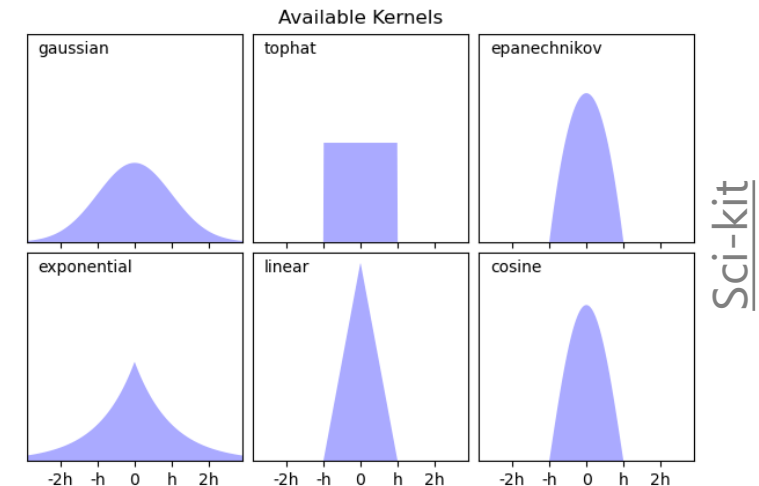 Available Kernels
gaussian
tophat
epanechnikov
exponential
linear
cosine
-2h -h 0 h 2h
-2h -h 0 h 2h
-2h -h 0 h 2h
Sci-kit